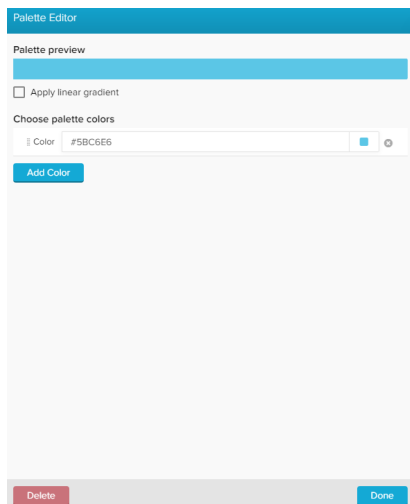 Palette Editor
Palette preview
Apply linear gradient
Choose palette colors
Color #5BC6E6
Add Color
Delete Done